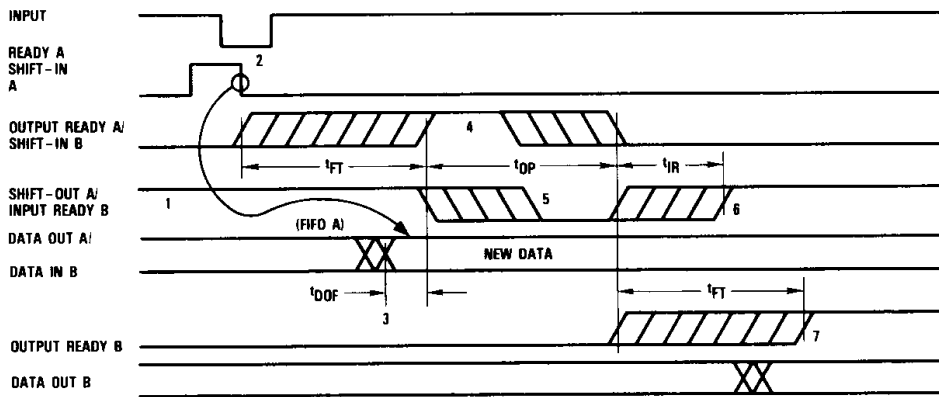 INPUT
READY A
SHIFT-IN
A
2
OUTPUT READY A/
SHIFT-IN B
4
tFT
tOP
tIR
SHIFT-OUT A/
INPUT READY B
1
5
6
(FIFO A)
DATA OUT A/
NEW DATA
DATA IN B
tDOF
3
tFT
7
OUTPUT READY B
DATA OUT B